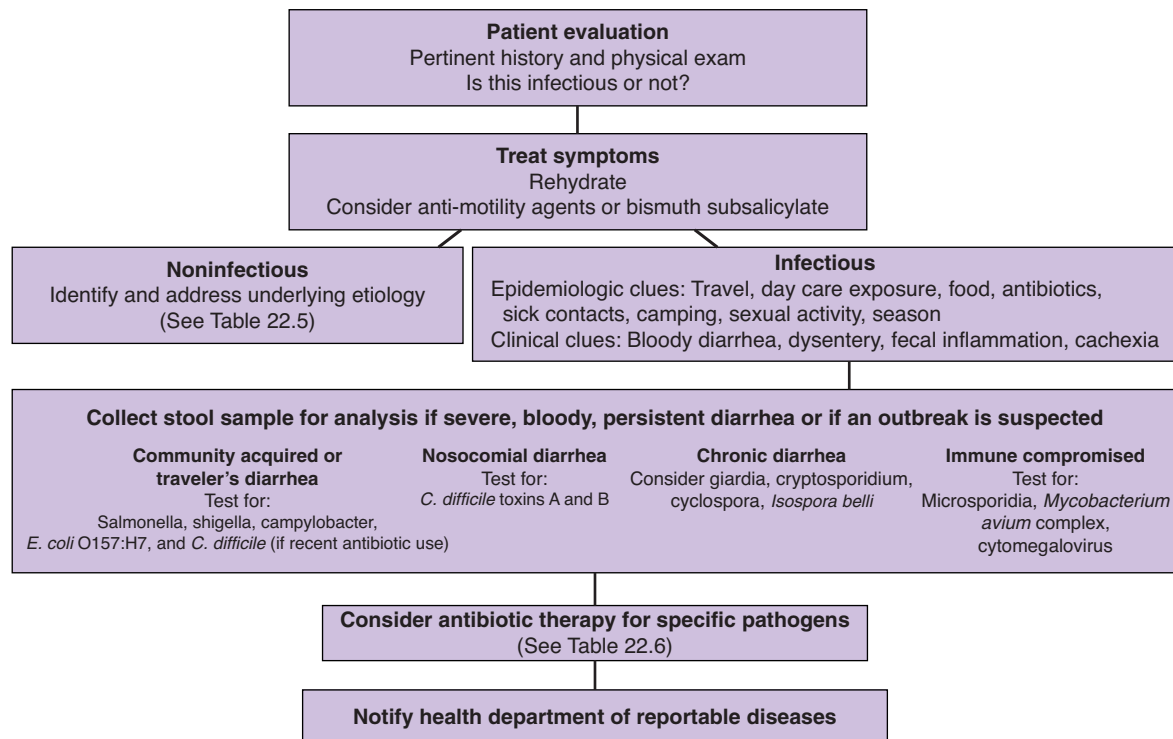 Patient evaluation
Pertinent history and physical exam
Is this infectious or not?
Treat symptoms
Rehydrate
Consider anti-motility agents or bismuth subsalicylate
Noninfectious
Identify and address underlying etiology
(See Table 22.5)
Infectious
Epidemiologic clues: Travel, day care exposure, food, antibiotics,
sick contacts, camping, sexual activity, season
Clinical clues: Bloody diarrhea, dysentery, fecal inflammation, cachexia
Collect stool sample for analysis if severe, bloody, persistent diarrhea or if an outbreak is suspected
Community acquired or
traveler's diarrhea
Test for:
Salmonella, shigella, campylobacter,
E. coli O157:H7, and C. difficile (if recent antibiotic use)
Nosocomial diarrhea
Test for:
C. difficile toxins A and B
Chronic diarrhea
Consider giardia, cryptosporidium,
cyclospora, Isospora belli
Immune compromised
Test for:
Microsporidia, Mycobacterium
avium complex,
cytomegalovirus
Consider antibiotic therapy for specific pathogens
(See Table 22.6)
Notify health department of reportable diseases